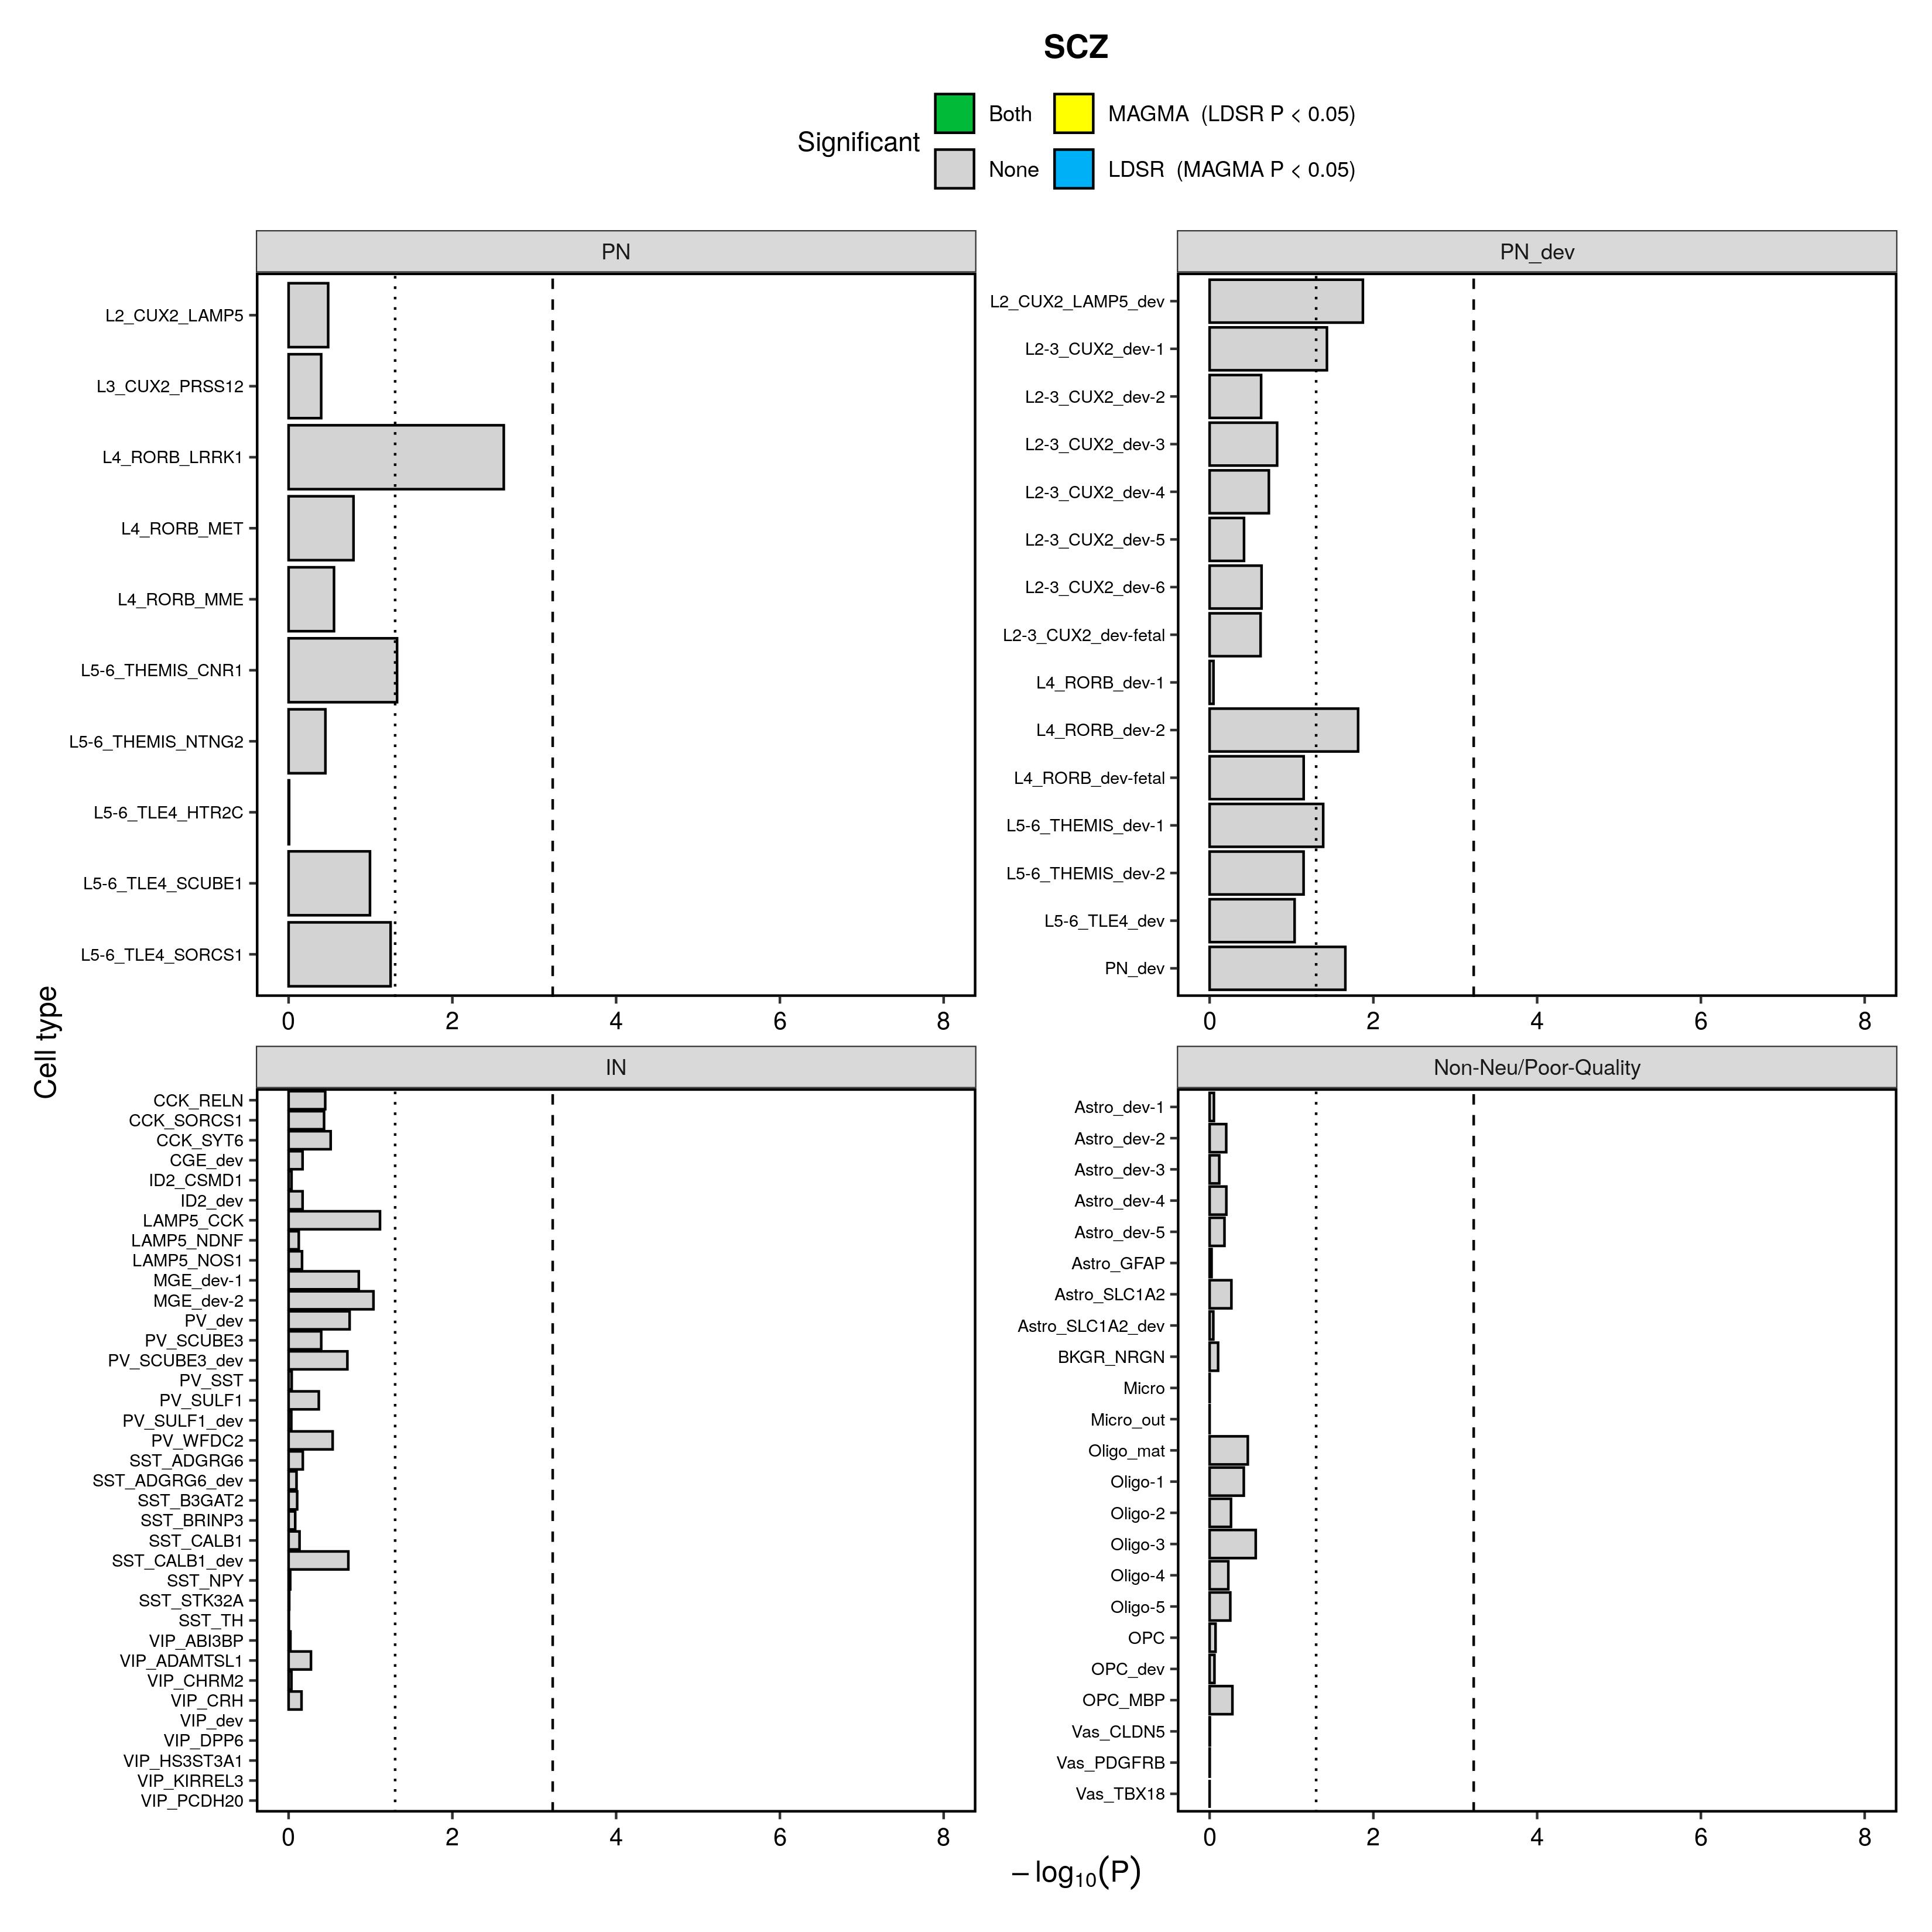 SCZ
Significant
Both
MAGMA  (LDSR P < 0.05)
None
LDSR  (MAGMA P < 0.05)
PN
L2_CUX2_LAMP5
L3_CUX2_PRSS12
L4_RORB_LRRK1
L4_RORB_MET
L4_RORB_MME
L5-6_THEMIS_CNR1
L5-6_THEMIS_NTNG2
L5-6_TLE4_HTR2C
L5-6_TLE4_SCUBE1
L5-6_TLE4_SORCS1
0 2 4 6 8
PN_dev
L2_CUX2_LAMP5_dev
L2-3_CUX2_dev-1
L2-3_CUX2_dev-2
L2-3_CUX2_dev-3
L2-3_CUX2_dev-4
L2-3_CUX2_dev-5
L2-3_CUX2_dev-6
L2-3_CUX2_dev-fetal
L4_RORB_dev-1
L4_RORB_dev-2
L4_RORB_dev-fetal
L5-6_THEMIS_dev-1
L5-6_THEMIS_dev-2
L5-6_TLE4_dev
PN_dev
0 2 4 6 8
Cell type
IN
CCK_RELN
CCK_SORCS1
CCK_SYT6
CGE_dev
ID2_CSMD1
ID2_dev
LAMP5_CCK
LAMP5_NDNF
LAMP5_NOS1
MGE_dev-1
MGE_dev-2
PV_dev
PV_SCUBE3
PV_SCUBE3_dev
PV_SST
PV_SULF1
PV_SULF1_dev
PV_WFDC2
SST_ADGRG6
SST_ADGRG6_dev
SST_B3GAT2
SST_BRINP3
SST_CALB1
SST_CALB1_dev
SST_NPY
SST_STK32A
SST_TH
VIP_ABI3BP
VIP_ADAMTSL1
VIP_CHRM2
VIP_CRH
VIP_dev
VIP_DPP6
VIP_HS3ST3A1
VIP_KIRREL3
VIP_PCDH20
0 2 4 6 8
Non-Neu/Poor-Quality
Astro_dev-1
Astro_dev-2
Astro_dev-3
Astro_dev-4
Astro_dev-5
Astro_GFAP
Astro_SLC1A2
Astro_SLC1A2_dev
BKGR_NRGN
Micro
Micro_out
Oligo_mat
Oligo-1
Oligo-2
Oligo-3
Oligo-4
Oligo-5
OPC
OPC_dev
OPC_MBP
Vas_CLDN5
Vas_PDGFRB
Vas_TBX18
0 2 4 6 8
−log₁₀(P)